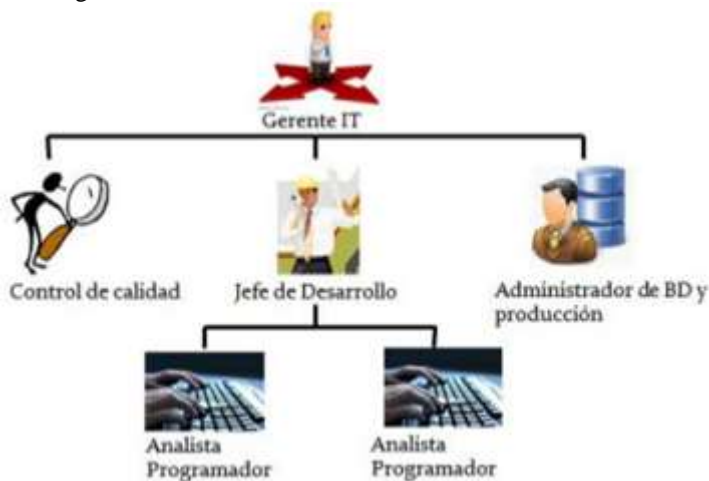 Gerente IT
Control de calidad
Jefe de Desarrollo
Administrador de BD y
producción
Analista
Programador
Analista
Programador